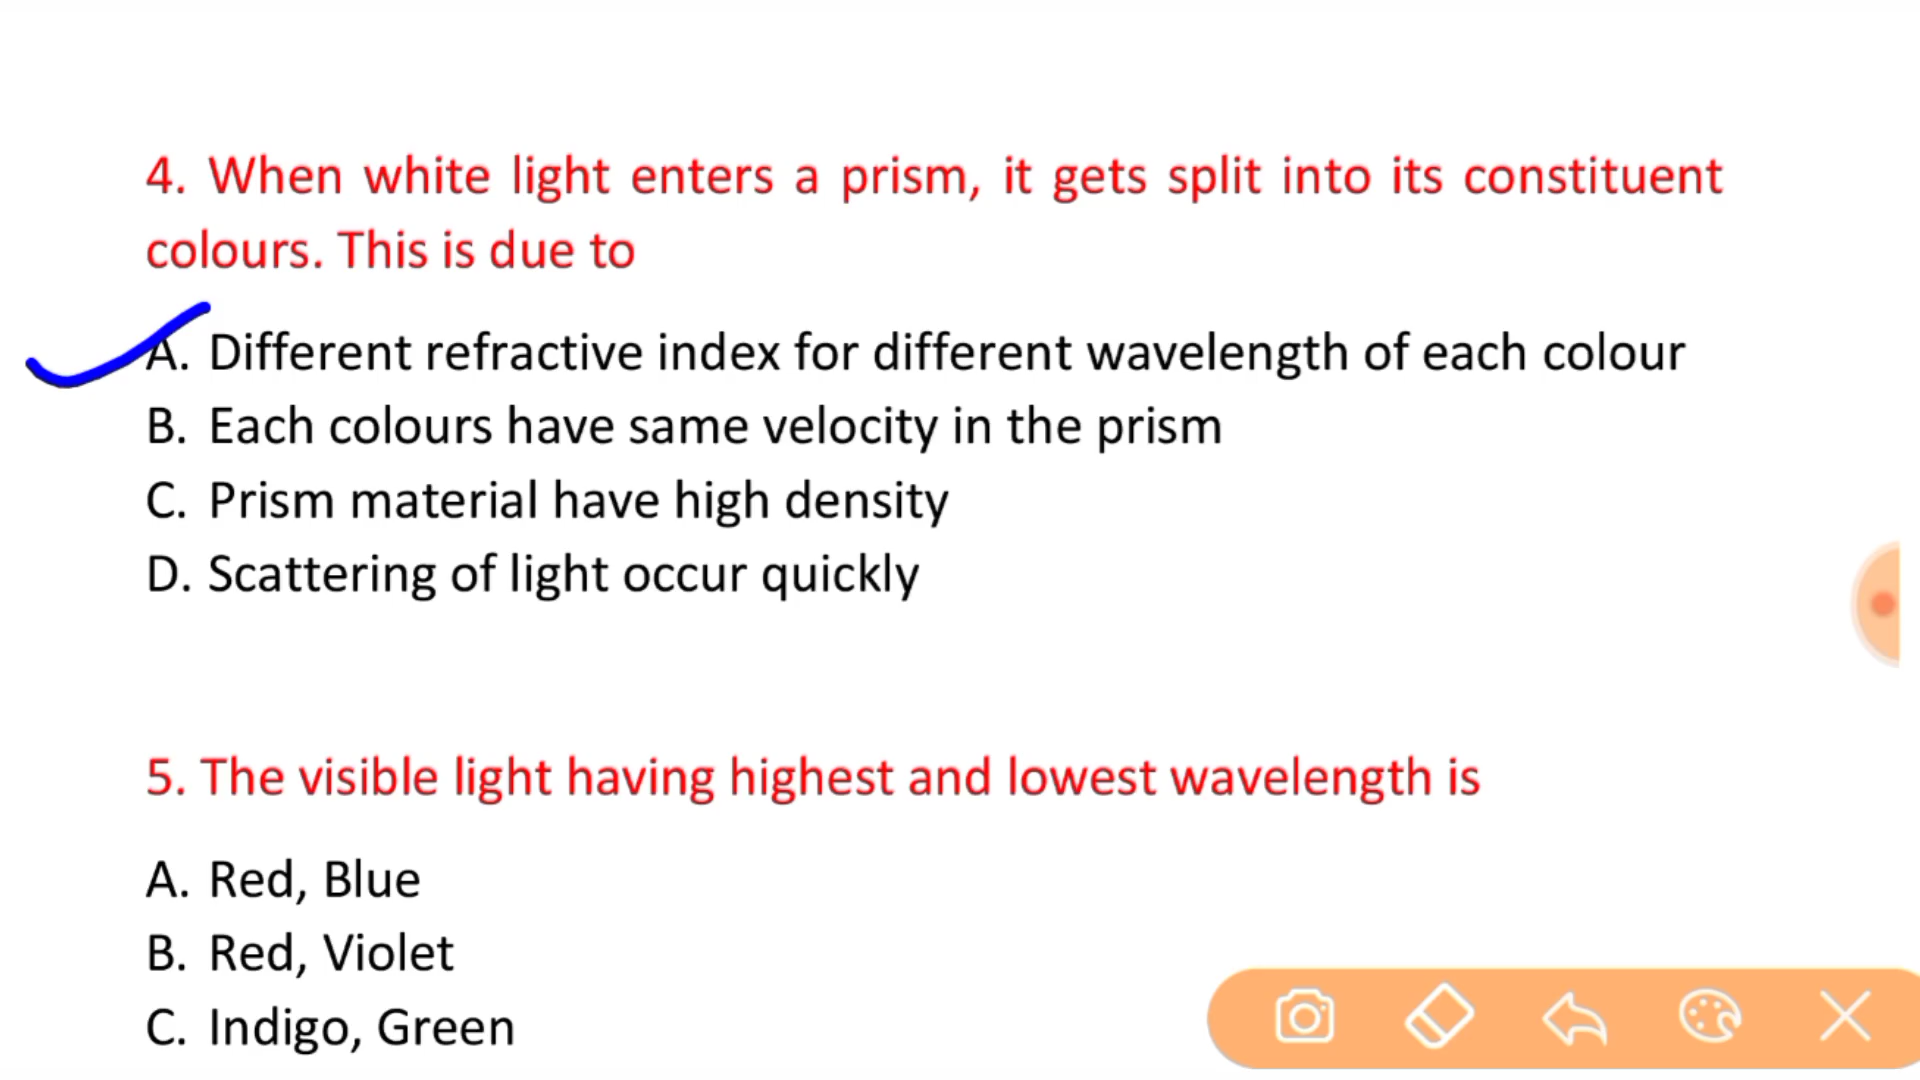 4. When white light enters a prism, it gets split into its constituent
colours. This is due to
A. Different refractive index for different wavelength of each colour
B. Each colours have same velocity in the prism
C. Prism material have high density
D. Scattering of light occur quickly
5. The visible light having highest and lowest wavelength is
A. Red, Blue
B. Red, Violet
C. Indigo, Green